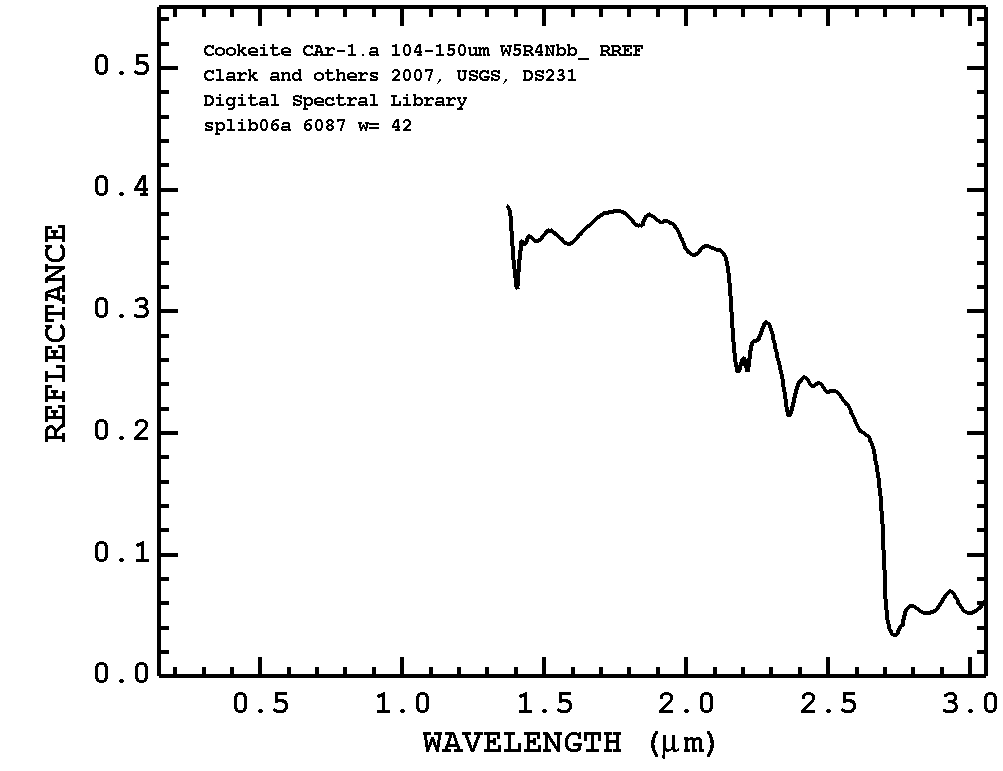 Cookeite CAr-1.a 104-150um W5R4Nbb_ RREF
Clark and others 2007, USGS, DS231
Digital Spectral Library
splib06a 6087 w= 42
REFLECTANCE
0.5
0.4
0.3
0.2
0.1
0.0
0.5 1.0 1.5 2.0 2.5 3.0
WAVELENGTH (μm)